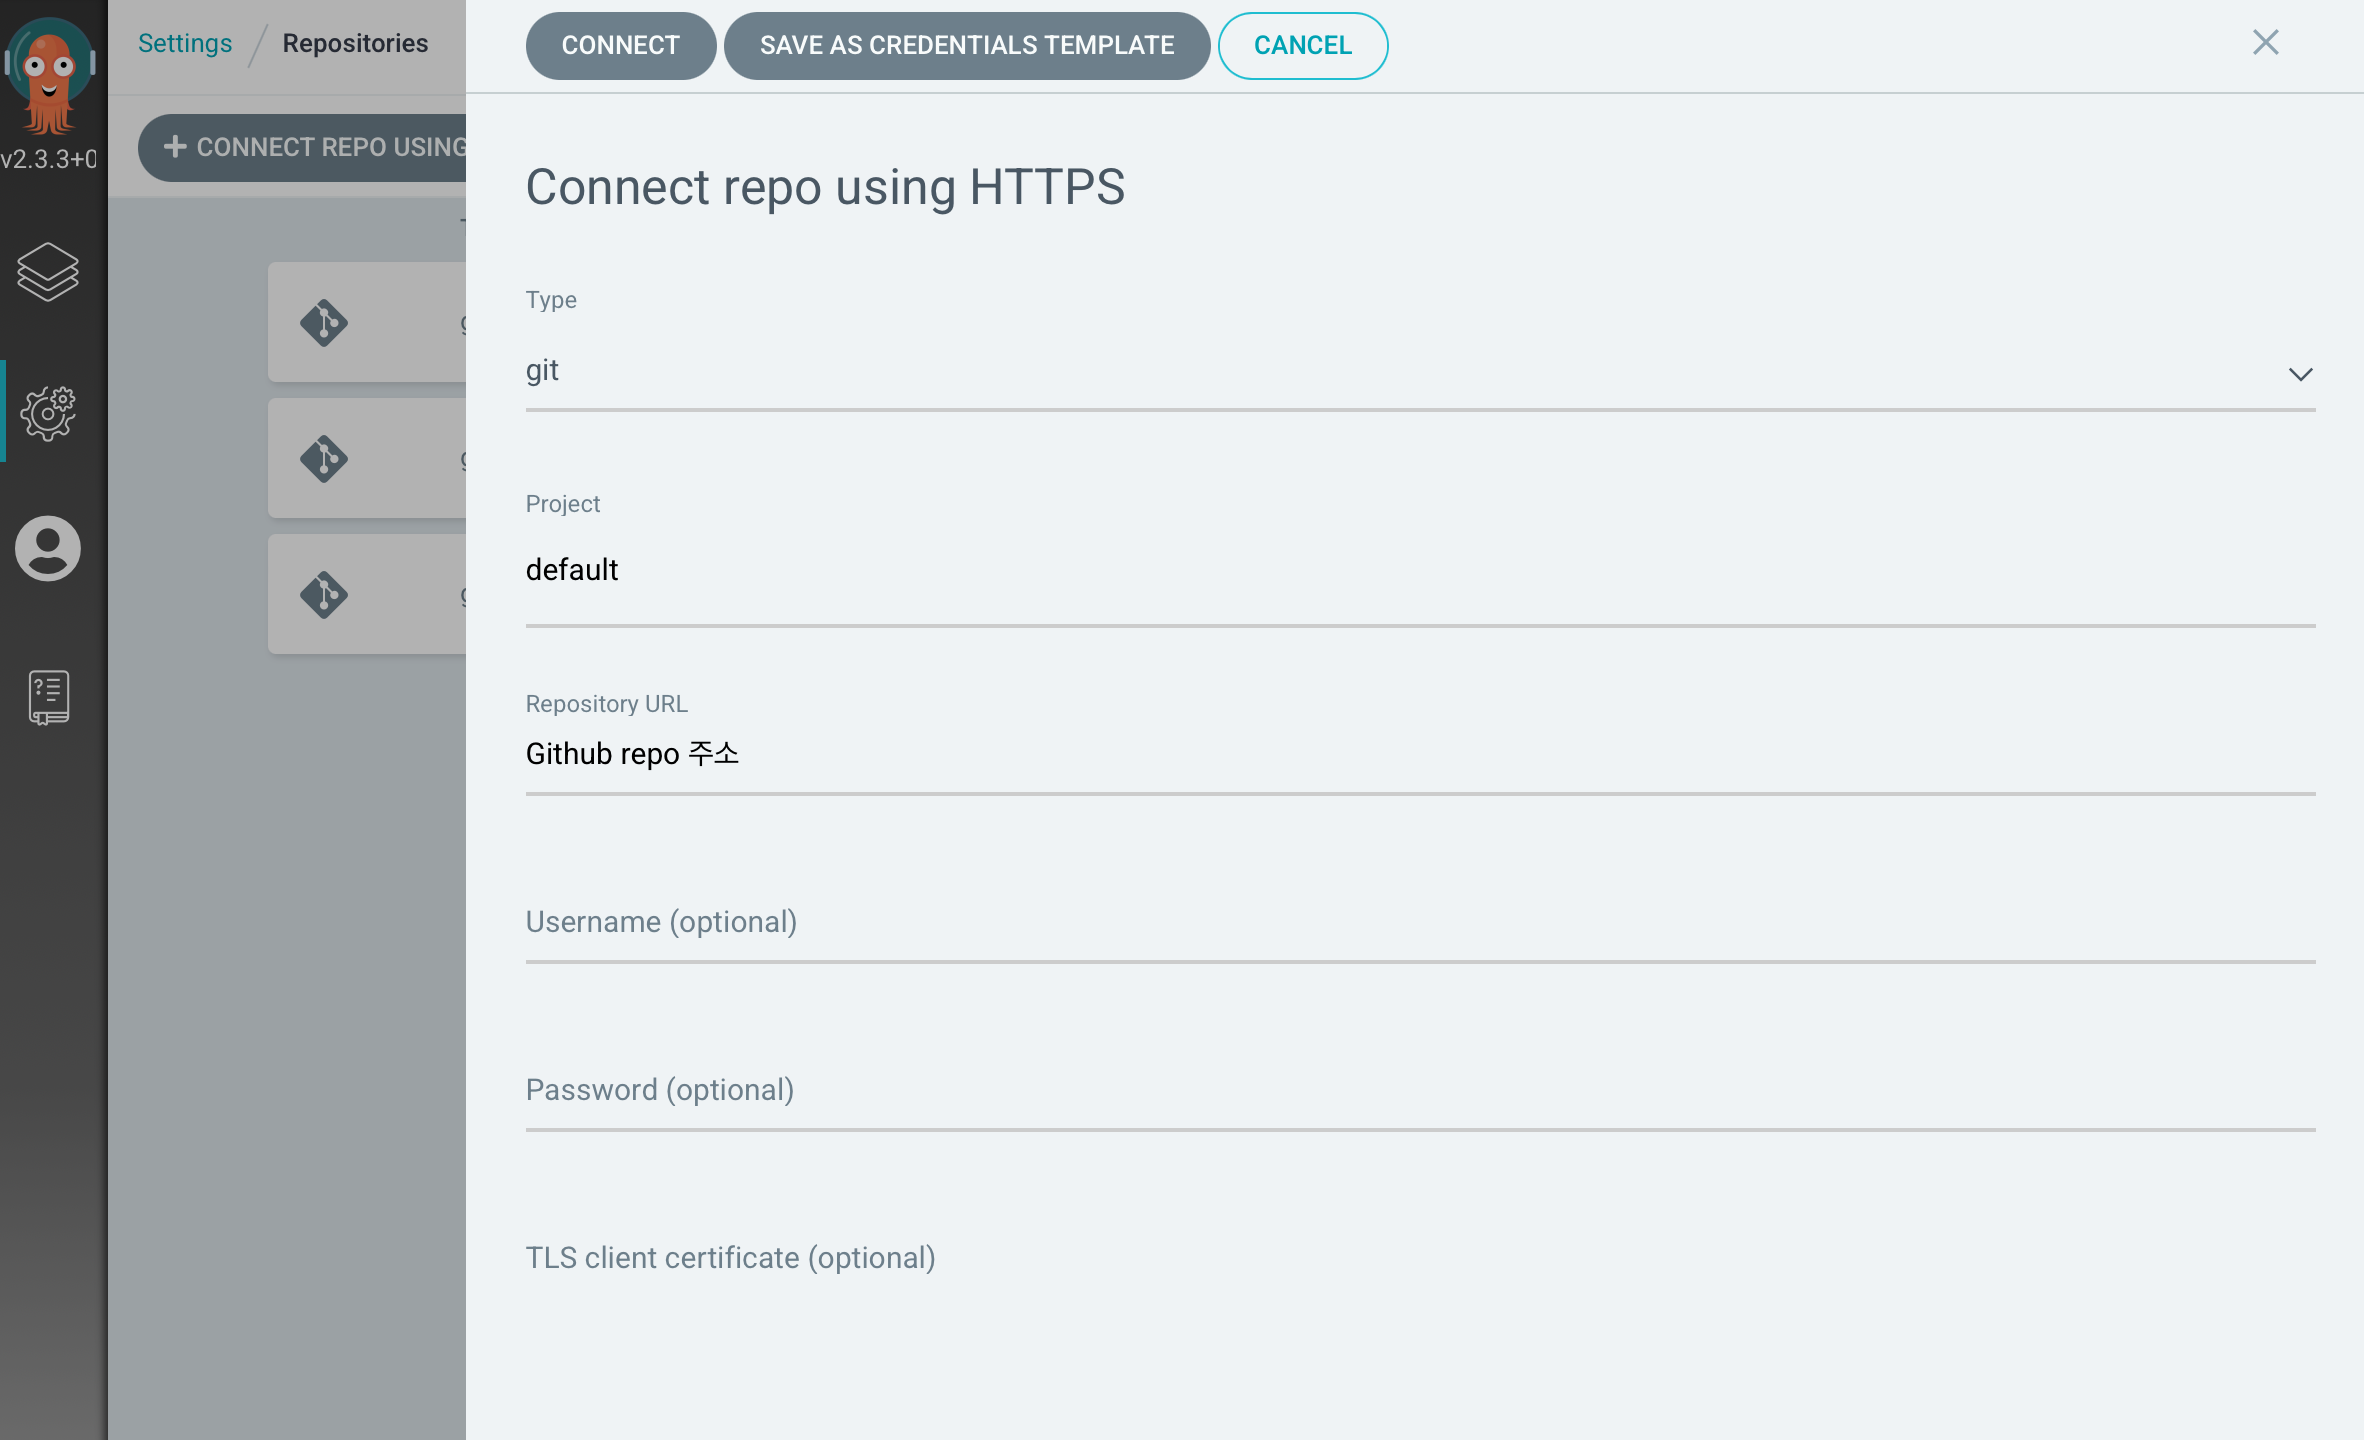 Settings / Repositories
CONNECT
SAVE AS CREDENTIALS TEMPLATE
CANCEL
v2.3.3+0
+ CONNECT REPO USING
Connect repo using HTTPS
Type
git
Project
default
Repository URL
Github repo 주소
Username (optional)
Password (optional)
TLS client certificate (optional)